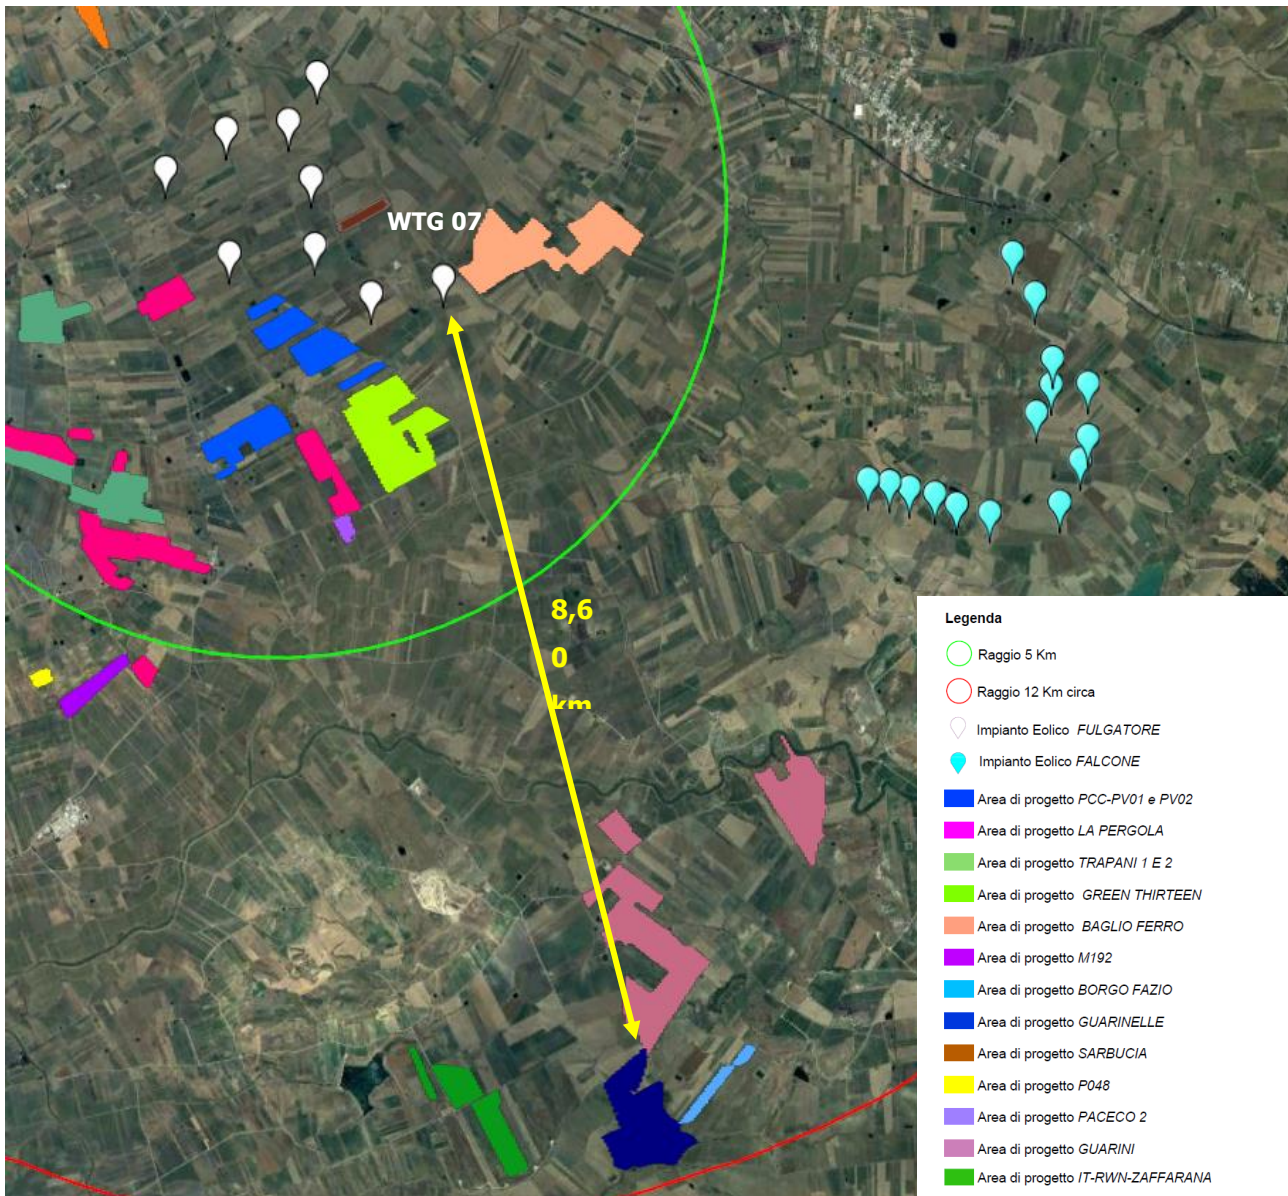 WTG 07
8,6
0
km
Legenda
Raggio 5 Km
Raggio 12 Km circa
Impianto Eolico FULGATORE
Impianto Eolico FALCONE
Area di progetto PCC-PV01 e PV02
Area di progetto LA PERGOLA
Area di progetto TRAPANI 1 E 2
Area di progetto GREEN THIRTEEN
Area di progetto BAGLIO FERRO
Area di progetto M192
Area di progetto BORGO FAZIO
Area di progetto GUARINELLE
Area di progetto SARBUCIA
Area di progetto P048
Area di progetto PACECO 2
Area di progetto GUARINI
Area di progetto IT-RWN-ZAFFARANA